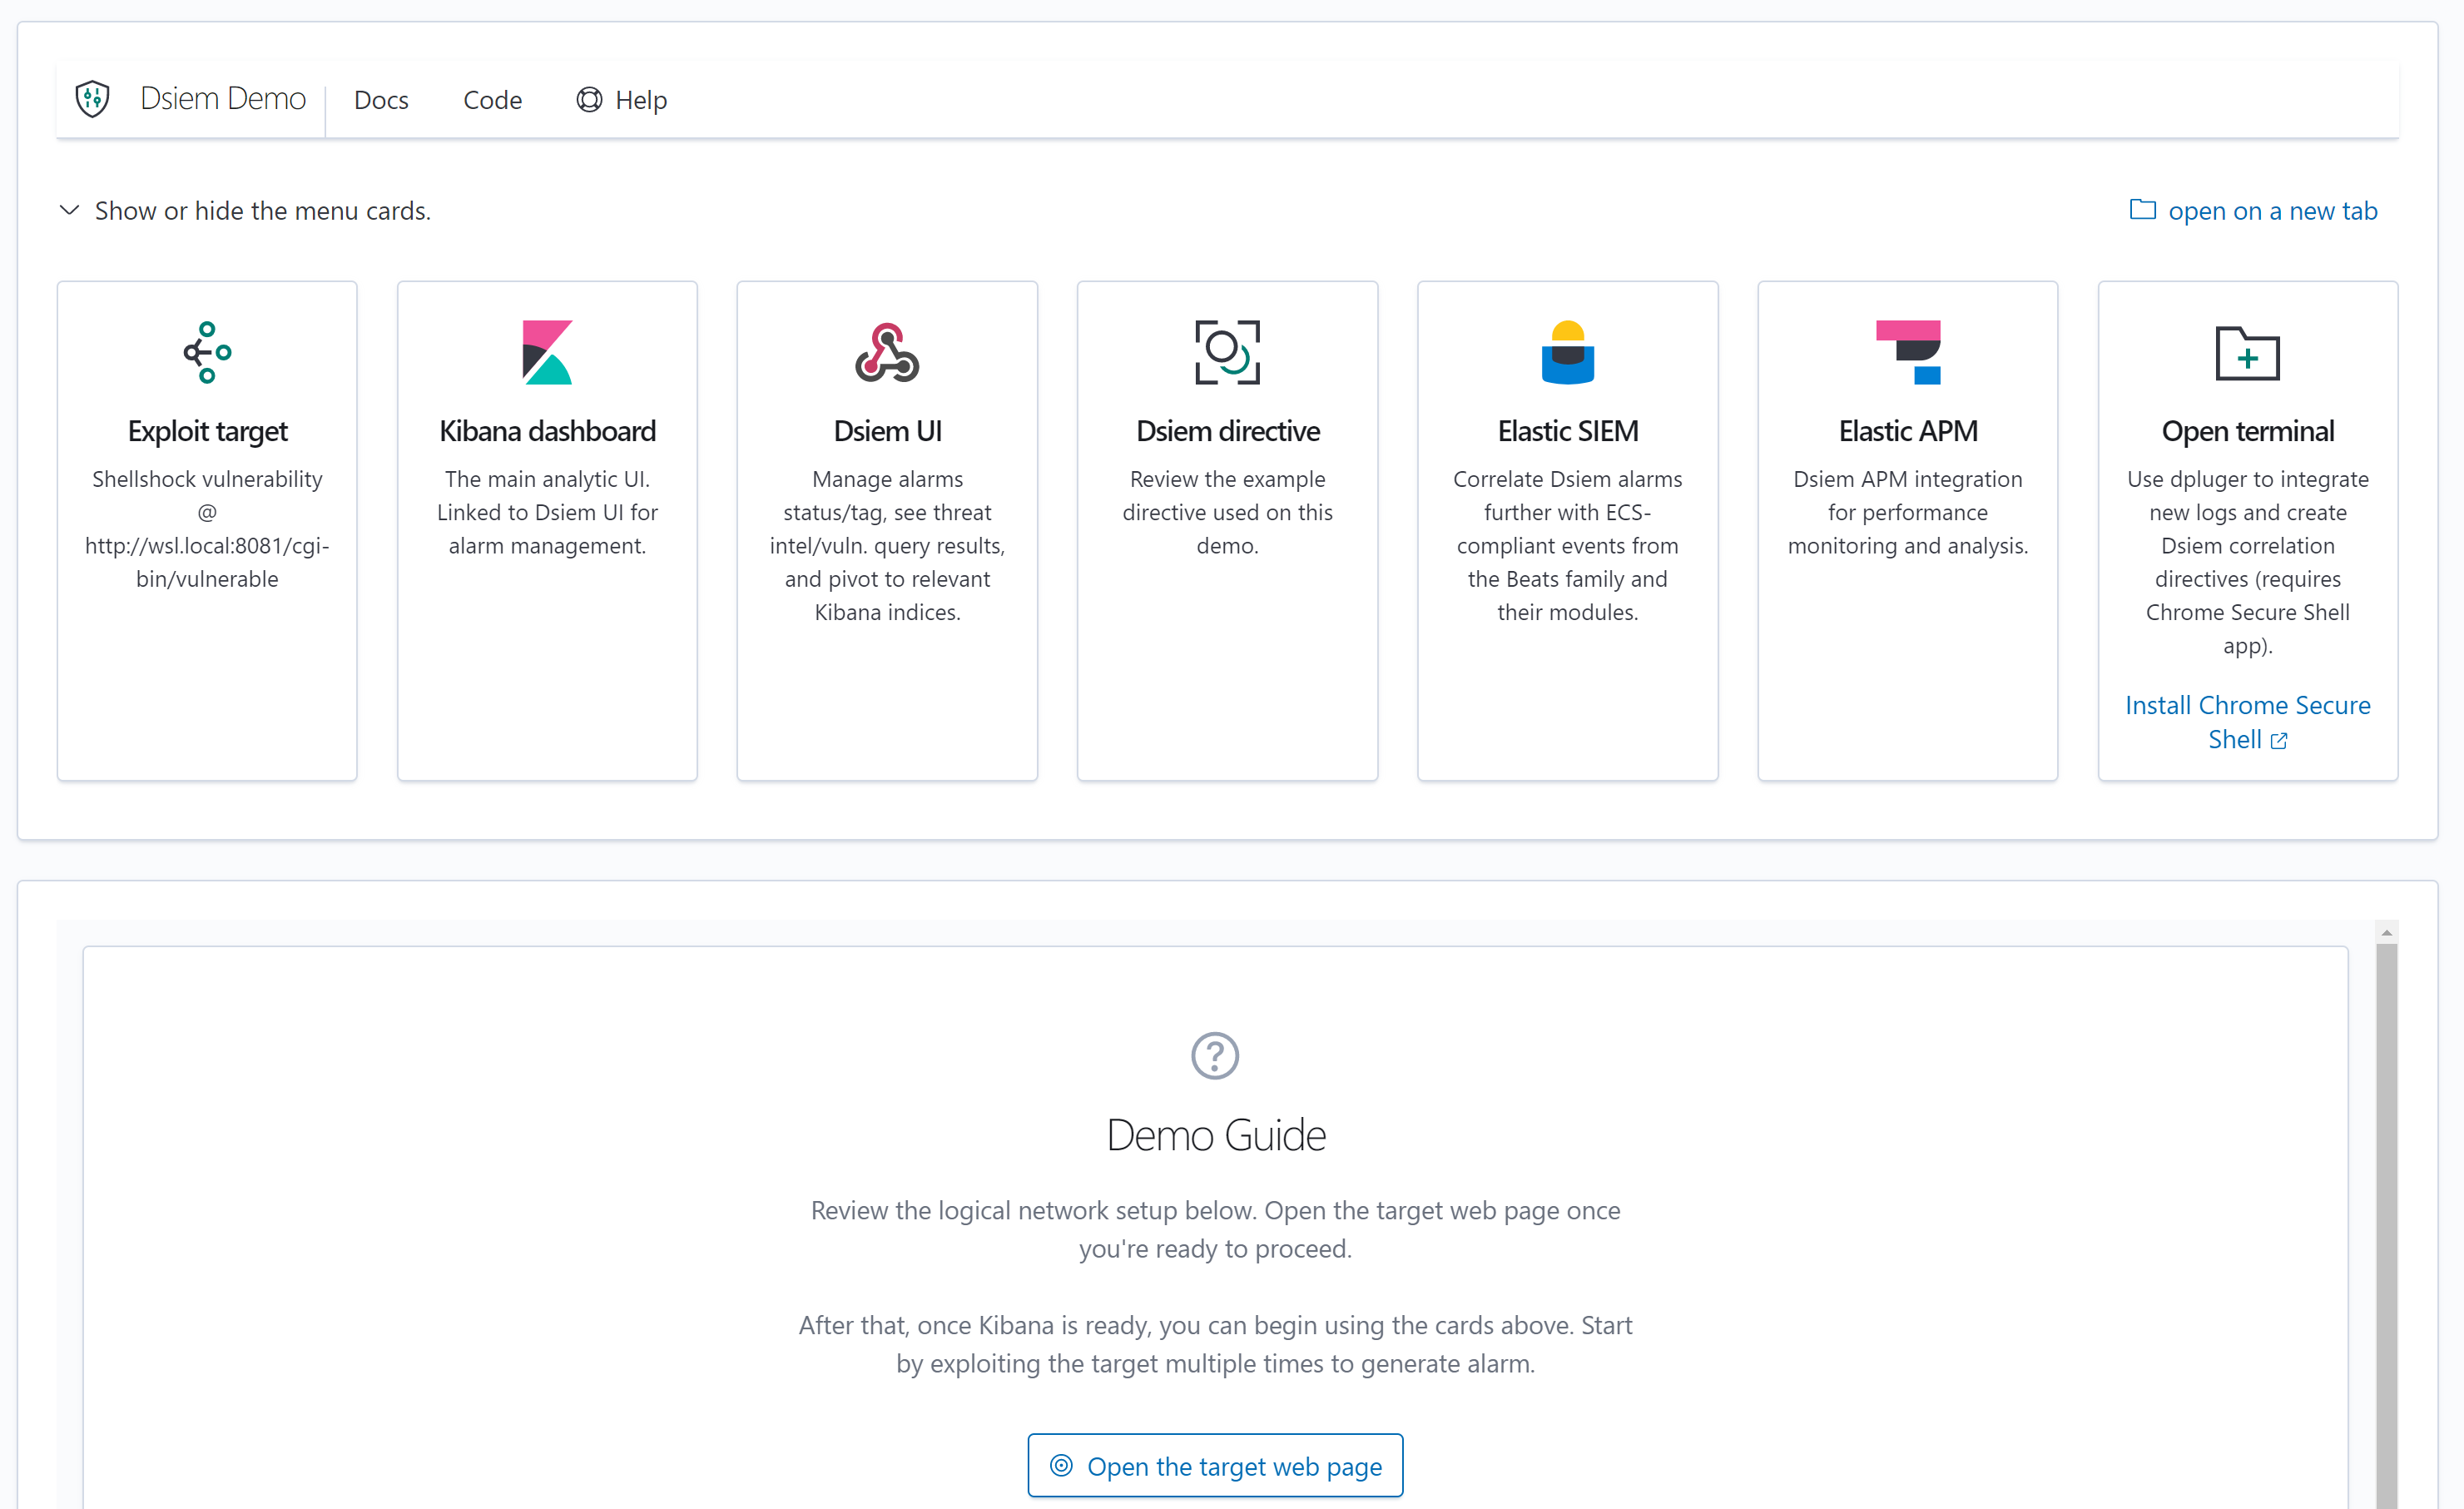 Dsiem Demo Docs Code Help
Show or hide the menu cards.
open on a new tab
Exploit target
Shellshock vulnerability
@
http://wsl.local:8081/cgi-
bin/vulnerable
Kibana dashboard
The main analytic UI.
Linked to Dsiem UI for
alarm management.
Dsiem UI
Manage alarms
status/tag, see threat
intel/vuln. query results,
and pivot to relevant
Kibana indices.
Dsiem directive
Review the example
directive used on this
demo.
Elastic SIEM
Correlate Dsiem alarms
further with ECS-
compliant events from
the Beats family and
their modules.
Elastic APM
Dsiem APM integration
for performance
monitoring and analysis.
Open terminal
Use dpluger to integrate
new logs and create
Dsiem correlation
directives (requires
Chrome Secure Shell
app).
Install Chrome Secure
Shell
Demo Guide
Review the logical network setup below. Open the target web page once
you're ready to proceed.
After that, once Kibana is ready, you can begin using the cards above. Start
by exploiting the target multiple times to generate alarm.
Open the target web page